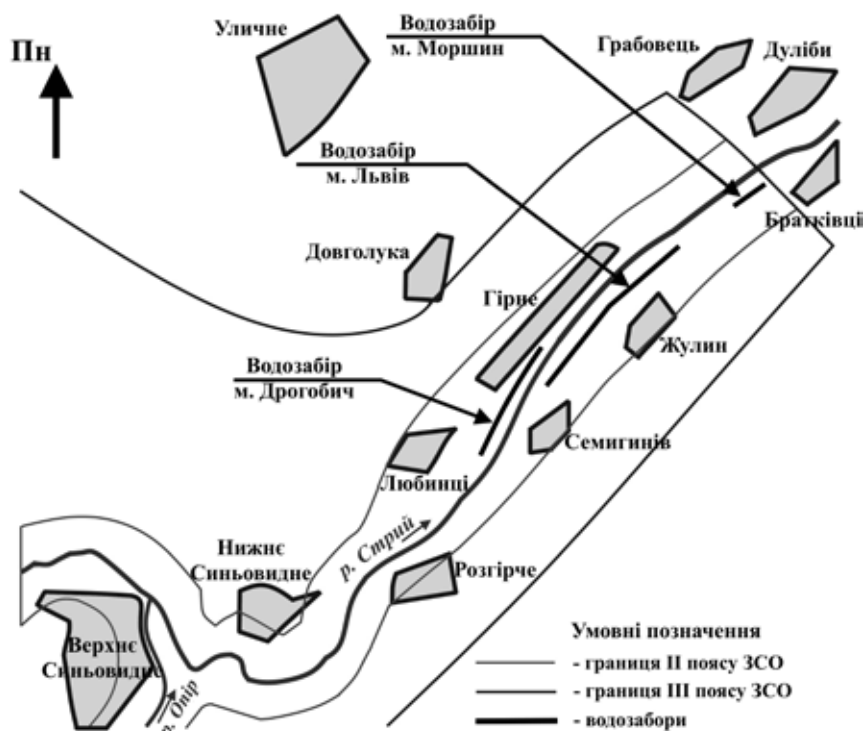 Уличне
Водозабір
м. Моршин
Грабовець
Дуліби
Пн
Водозабір
м. Львів
Братківці
Довголука
Гірне
Жулин
Водозабір
м. Дрогобич
Семигинів
Любинці
р. Стрий
Нижнє
Синьовидне
Розгірче
Верхнє
Синьовидне
р. Опір
Умовні позначення
- границя II поясу ЗСО
- границя III поясу ЗСО
- водозабори